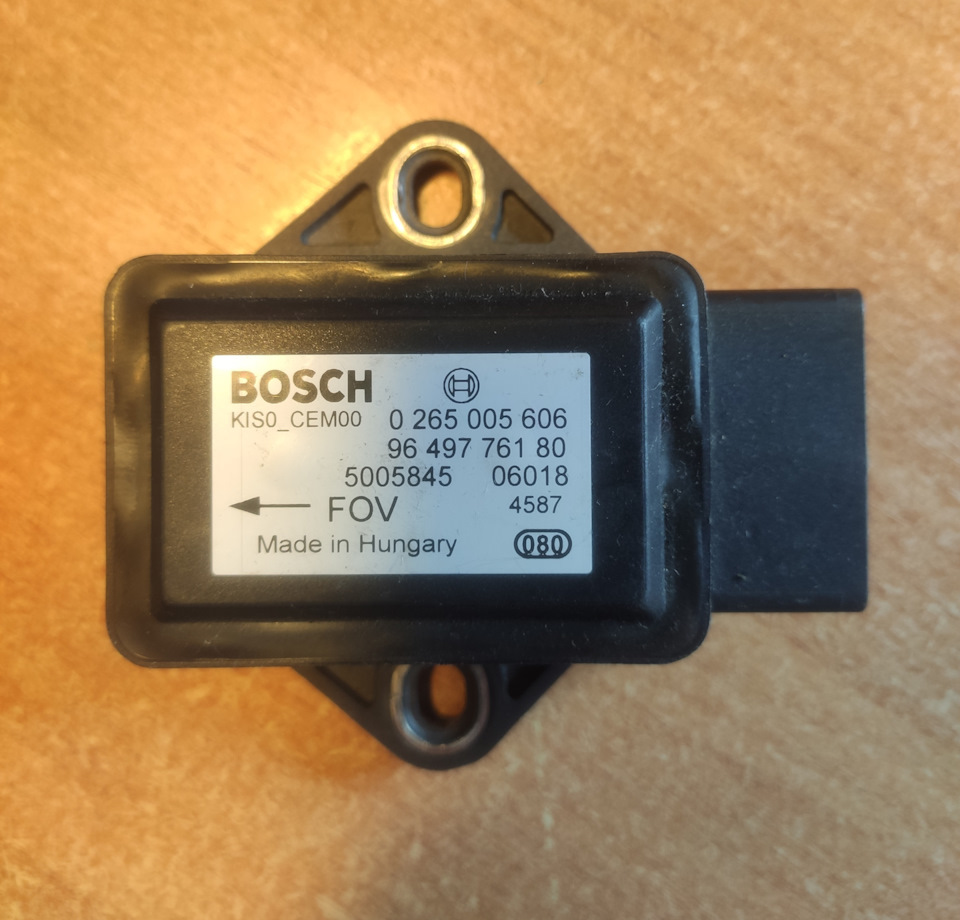 BOSCH
KIS0_CEM00 0 265 005 606
96 497 761 80
5005845 06018
FOV 4587
Made in Hungary 080